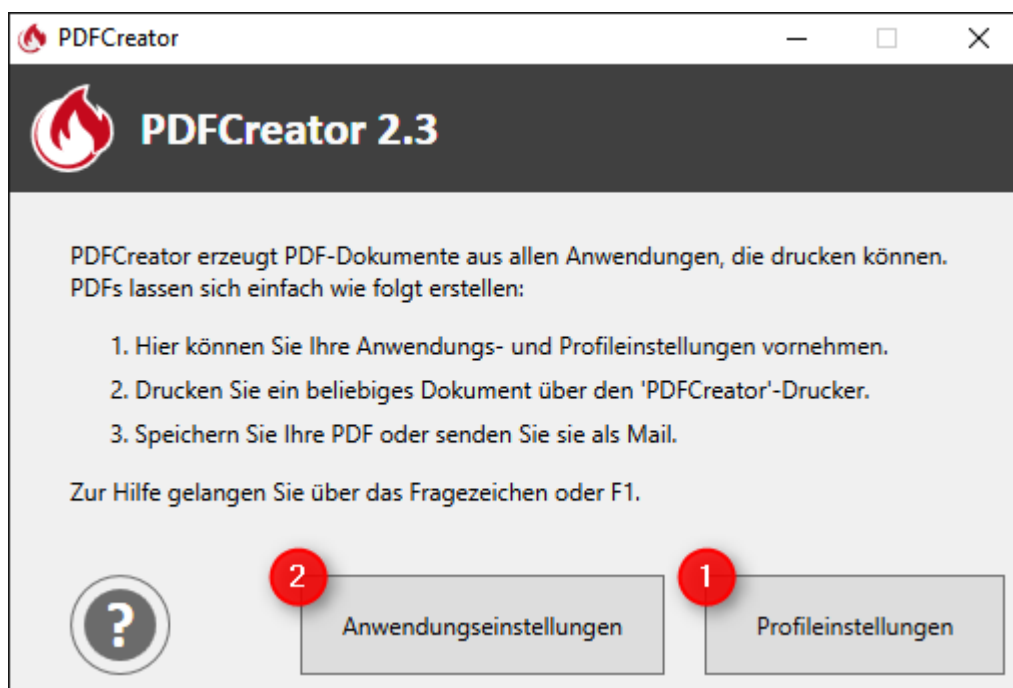 PDFCreator
PDFCreator 2.3
PDFCreator erzeugt PDF-Dokumente aus allen Anwendungen, die drucken können.
PDFs lassen sich einfach wie folgt erstellen:
1. Hier können Sie Ihre Anwendungs- und Profileinstellungen vornehmen.
2. Drucken Sie ein beliebiges Dokument über den 'PDFCreator'-Drucker.
3. Speichern Sie Ihre PDF oder senden Sie sie als Mail.
Zur Hilfe gelangen Sie über das Fragezeichen oder F1.
2
1
?
Anwendungseinstellungen
Profileinstellungen